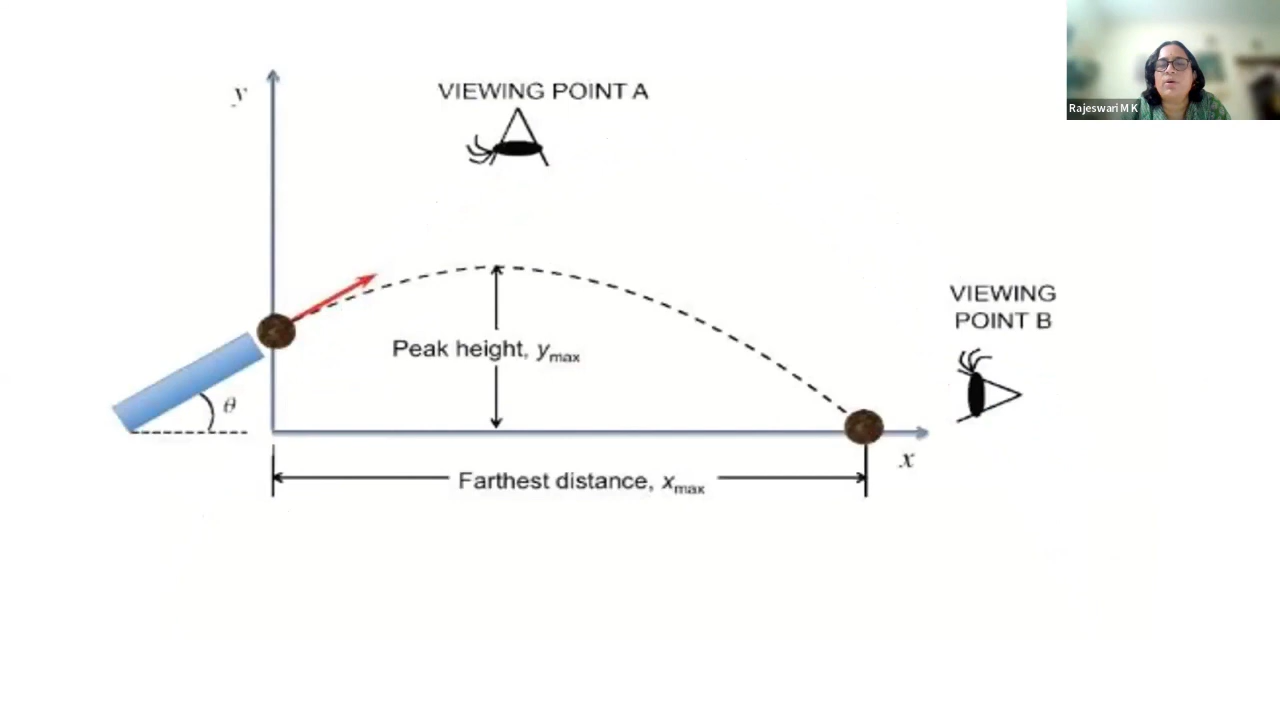 Rajeswari M K
y
VIEWING POINT A
VIEWING
POINT B
Peak height, ymax
θ
x
Farthest distance, xmax